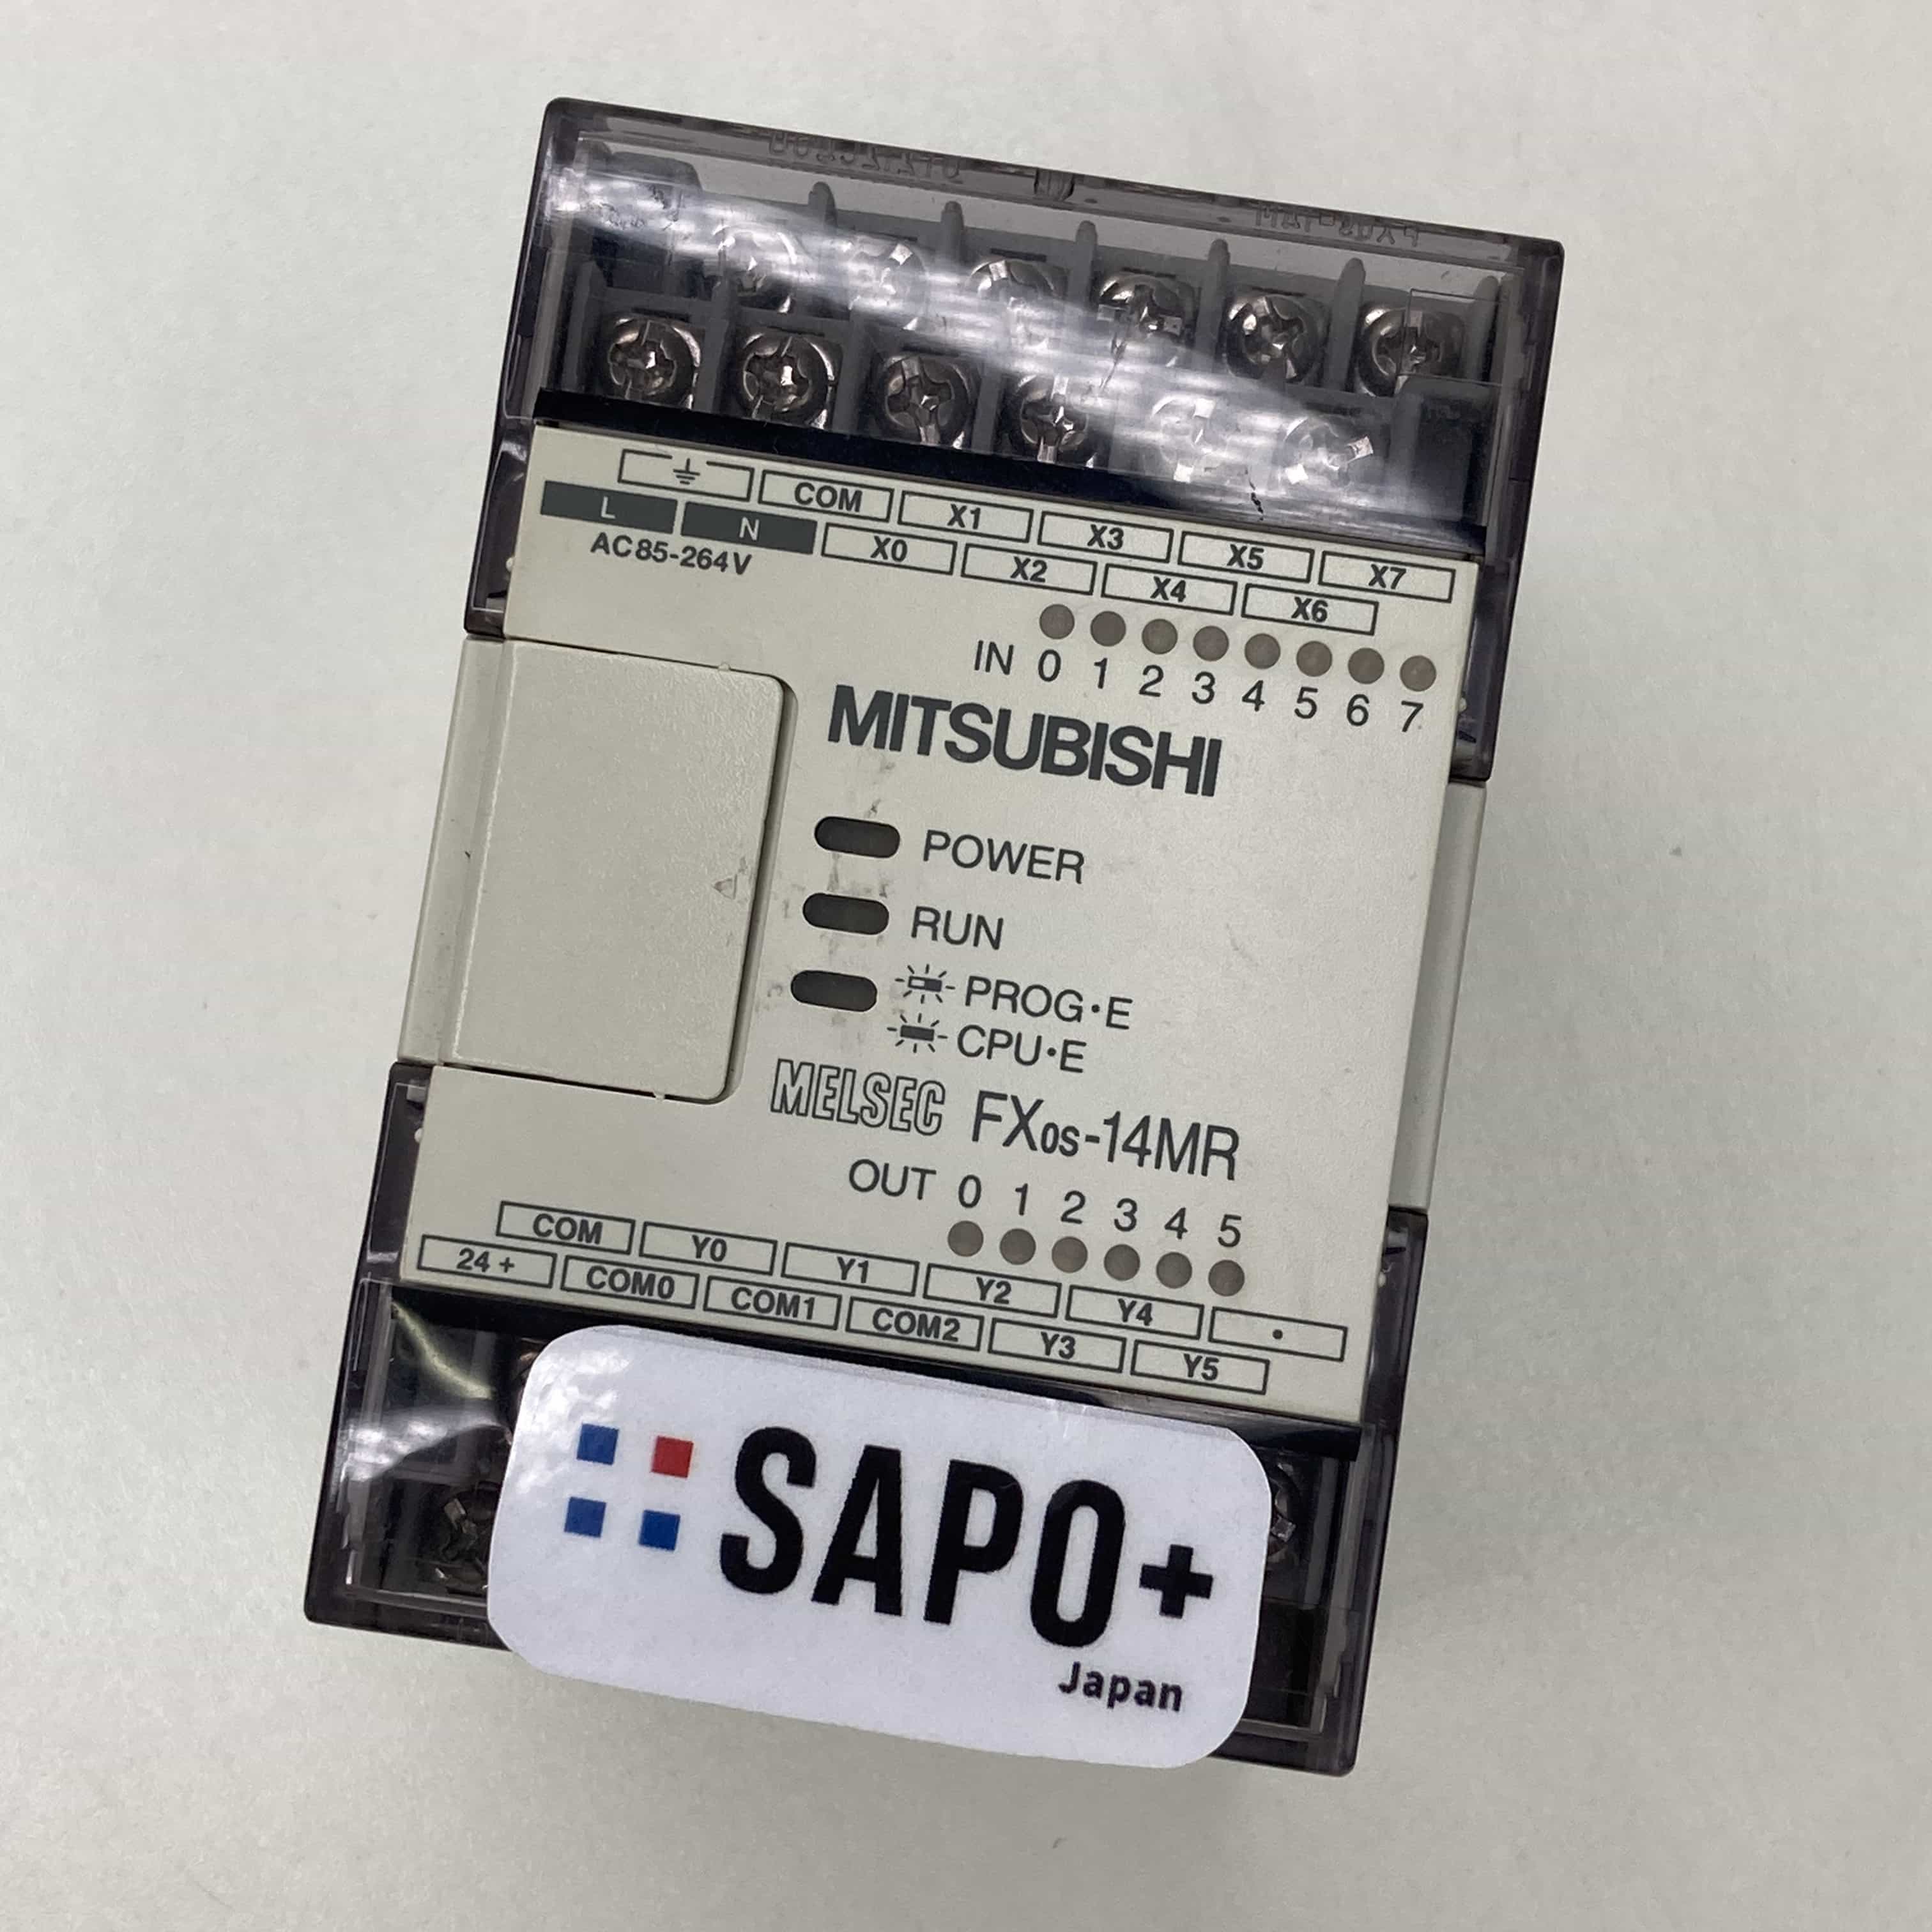 COM X1 X3 X5 X7
L N X0 X2 X4 X6
AC85-264V
IN 0 1 2 3 4 5 6 7
MITSUBISHI
POWER
RUN
PROG·E
CPU·E
MELSEC FX0S-14MR
OUT 0 1 2 3 4 5
COM Y0 Y1 Y2 Y4 •
24+ COM0 COM1 COM2 Y3 Y5
SAPO+
Japan